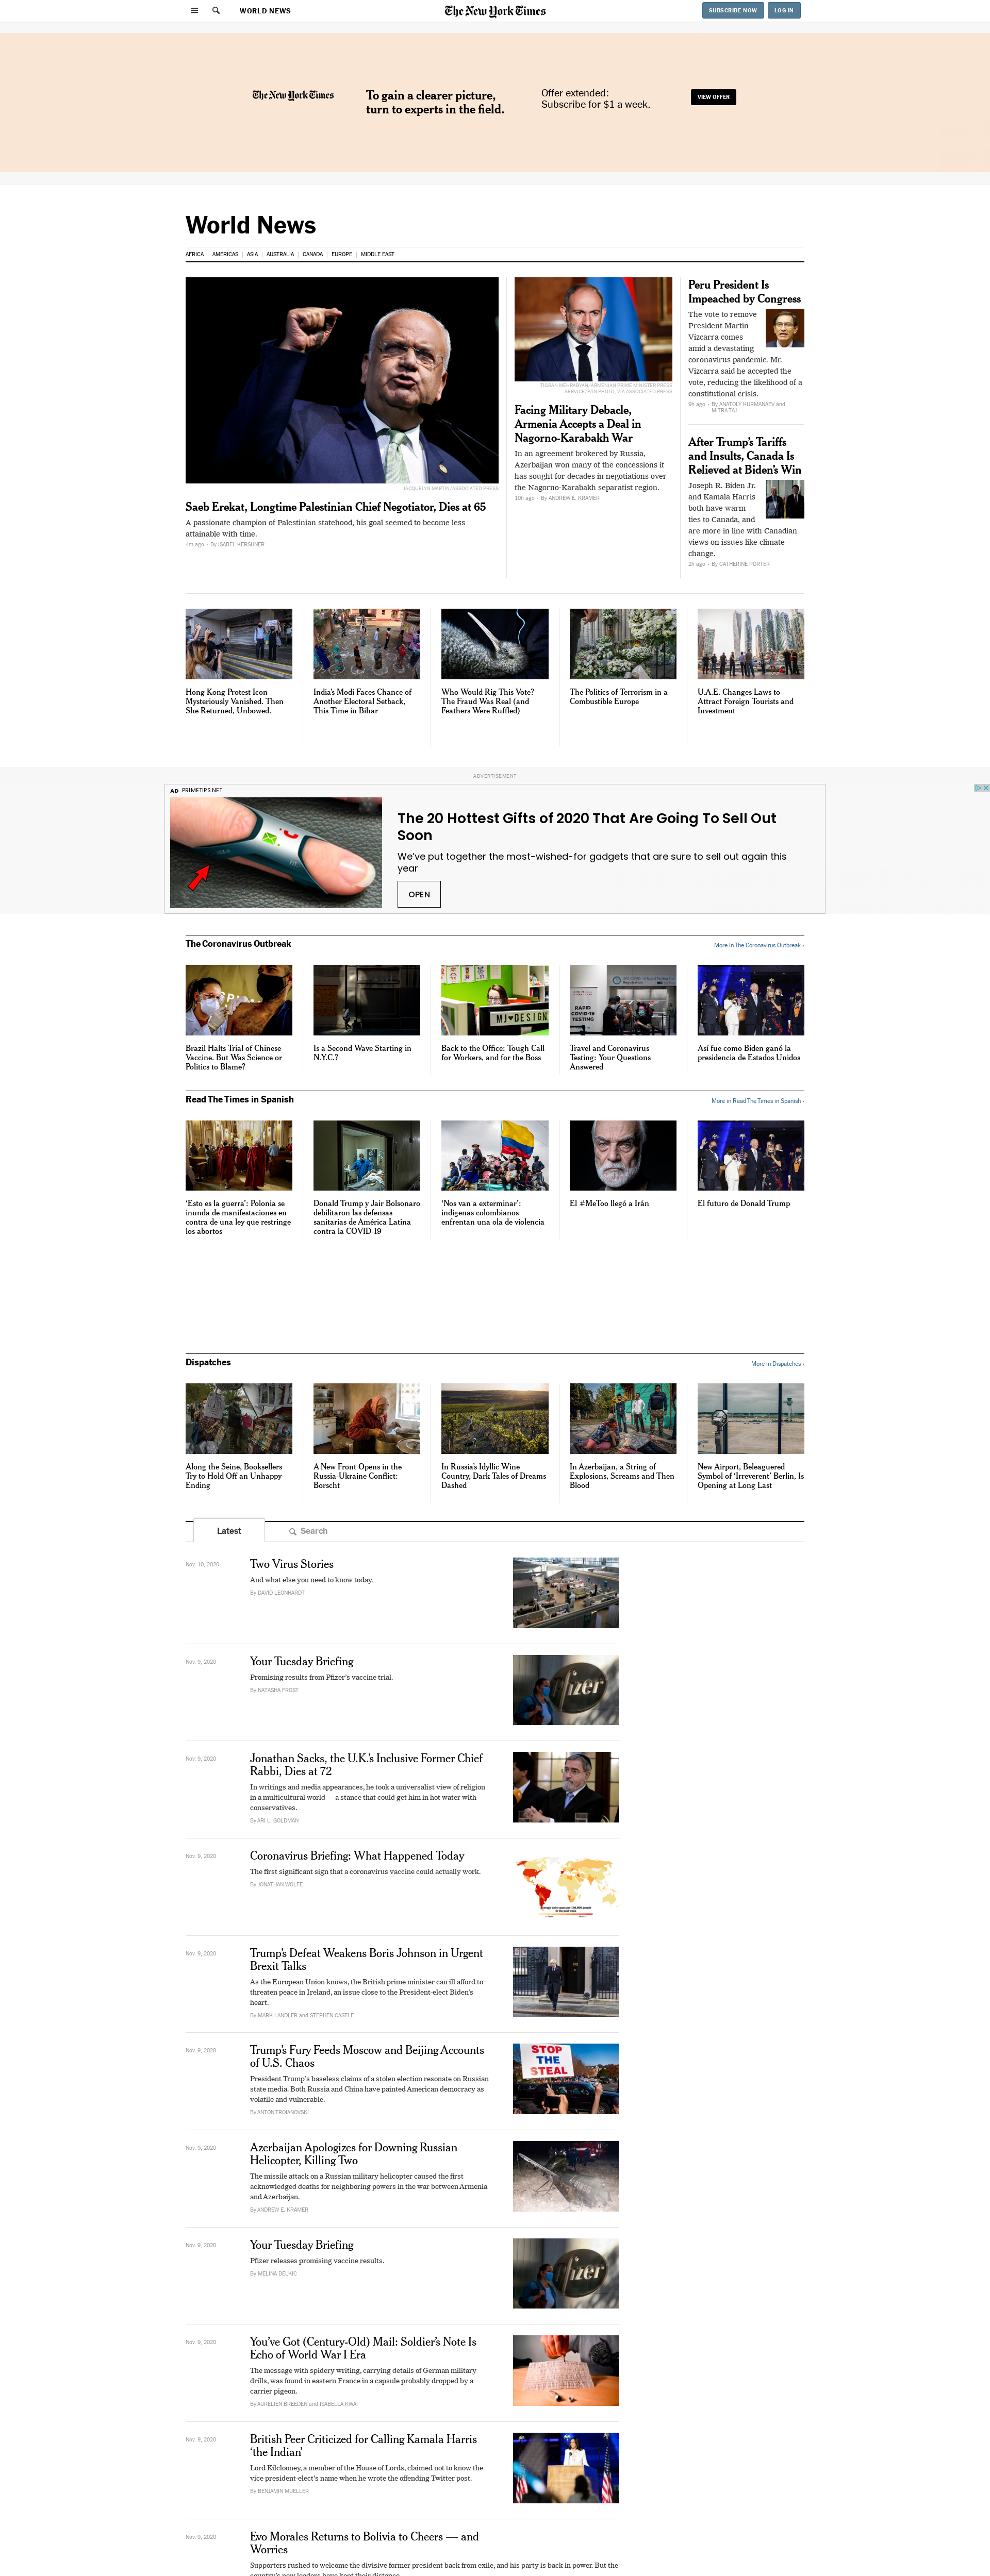 WORLD NEWS
The New York Times
SUBSCRIBE NOW
LOG IN
The New York Times
To gain a clearer picture,
turn to experts in the field.
Offer extended:
Subscribe for $1 a week.
VIEW OFFER
World News
AFRICA
AMERICAS
ASIA
AUSTRALIA
CANADA
EUROPE
MIDDLE EAST
JACQUELYN MARTIN/ASSOCIATED PRESS
Saeb Erekat, Longtime Palestinian Chief Negotiator, Dies at 65
A passionate champion of Palestinian statehood, his goal seemed to become less
attainable with time.
4m ago • By ISABEL KERSHNER
TIGRAN MEHRABYAN/ARMENIAN PRIME MINISTER PRESS
SERVICE/PAN PHOTO, VIA ASSOCIATED PRESS
Facing Military Debacle,
Armenia Accepts a Deal in
Nagorno-Karabakh War
In an agreement brokered by Russia,
Azerbaijan won many of the concessions it
has sought for decades in negotiations over
the Nagorno-Karabakh separatist region.
10h ago • By ANDREW E. KRAMER
Peru President Is
Impeached by Congress
The vote to remove
President Martín
Vizcarra comes
amid a devastating
coronavirus pandemic. Mr.
Vizcarra said he accepted the
vote, reducing the likelihood of a
constitutional crisis.
9h ago • By ANATOLY KURMANAEV and
MITRA TAJ
After Trump's Tariffs
and Insults, Canada Is
Relieved at Biden's Win
Joseph R. Biden Jr.
and Kamala Harris
both have warm
ties to Canada, and
are more in line with Canadian
views on issues like climate
change.
2h ago • By CATHERINE PORTER
Hong Kong Protest Icon
Mysteriously Vanished. Then
She Returned, Unbowed.
India's Modi Faces Chance of
Another Electoral Setback,
This Time in Bihar
Who Would Rig This Vote?
The Fraud Was Real (and
Feathers Were Ruffled)
The Politics of Terrorism in a
Combustible Europe
U.A.E. Changes Laws to
Attract Foreign Tourists and
Investment
ADVERTISEMENT
AD PRIMETIPS.NET
The 20 Hottest Gifts of 2020 That Are Going To Sell Out
Soon
We've put together the most-wished-for gadgets that are sure to sell out again this
year
OPEN
The Coronavirus Outbreak
More in The Coronavirus Outbreak ›
RAPID
COVID-19
TESTING
MJ DESIGN
Brazil Halts Trial of Chinese
Vaccine. But Was Science or
Politics to Blame?
Is a Second Wave Starting in
N.Y.C.?
Back to the Office: Tough Call
for Workers, and for the Boss
Travel and Coronavirus
Testing: Your Questions
Answered
Así fue como Biden ganó la
presidencia de Estados Unidos
Read The Times in Spanish
More in Read The Times in Spanish ›
'Esto es la guerra': Polonia se
inunda de manifestaciones en
contra de una ley que restringe
los abortos
Donald Trump y Jair Bolsonaro
debilitaron las defensas
sanitarias de América Latina
contra la COVID-19
'Nos van a exterminar':
indígenas colombianos
enfrentan una ola de violencia
El #MeToo llegó a Irán
El futuro de Donald Trump
Dispatches
More in Dispatches ›
Along the Seine, Booksellers
Try to Hold Off an Unhappy
Ending
A New Front Opens in the
Russia-Ukraine Conflict:
Borscht
In Russia's Idyllic Wine
Country, Dark Tales of Dreams
Dashed
In Azerbaijan, a String of
Explosions, Screams and Then
Blood
New Airport, Beleaguered
Symbol of 'Irreverent' Berlin, Is
Opening at Long Last
Latest
Search
Nov. 10, 2020
Two Virus Stories
And what else you need to know today.
By DAVID LEONHARDT
Nov. 9, 2020
Your Tuesday Briefing
Promising results from Pfizer's vaccine trial.
By NATASHA FROST
fizer
Nov. 9, 2020
Jonathan Sacks, the U.K.'s Inclusive Former Chief
Rabbi, Dies at 72
In writings and media appearances, he took a universalist view of religion
in a multicultural world — a stance that could get him in hot water with
conservatives.
By ARI L. GOLDMAN
Nov. 9, 2020
Coronavirus Briefing: What Happened Today
The first significant sign that a coronavirus vaccine could actually work.
By JONATHAN WOLFE
Nov. 9, 2020
Trump's Defeat Weakens Boris Johnson in Urgent
Brexit Talks
As the European Union knows, the British prime minister can ill afford to
threaten peace in Ireland, an issue close to the President-elect Biden's
heart.
By MARK LANDLER and STEPHEN CASTLE
Nov. 9, 2020
Trump's Fury Feeds Moscow and Beijing Accounts
of U.S. Chaos
President Trump's baseless claims of a stolen election resonate on Russian
state media. Both Russia and China have painted American democracy as
volatile and vulnerable.
By ANTON TROIANOVSKI
STOP
THE
STEAL
Nov. 9, 2020
Azerbaijan Apologizes for Downing Russian
Helicopter, Killing Two
The missile attack on a Russian military helicopter caused the first
acknowledged deaths for neighboring powers in the war between Armenia
and Azerbaijan.
By ANDREW E. KRAMER
Nov. 9, 2020
Your Tuesday Briefing
Pfizer releases promising vaccine results.
By MELINA DELKIC
fizer
Nov. 9, 2020
You've Got (Century-Old) Mail: Soldier's Note Is
Echo of World War I Era
The message with spidery writing, carrying details of German military
drills, was found in eastern France in a capsule probably dropped by a
carrier pigeon.
By AURELIEN BREEDEN and ISABELLA KWAI
Nov. 9, 2020
British Peer Criticized for Calling Kamala Harris
'the Indian'
Lord Kilclooney, a member of the House of Lords, claimed not to know the
vice president-elect's name when he wrote the offending Twitter post.
By BENJAMIN MUELLER
Nov. 9, 2020
Evo Morales Returns to Bolivia to Cheers — and
Worries
Supporters rushed to welcome the divisive former president back from exile, and his party is back in power. But the
country's new leaders have kept their distance.